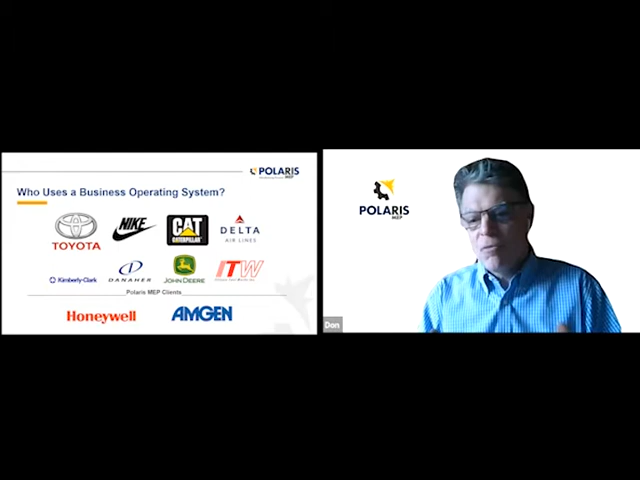 POLARIS
MEP
Who Uses a Business Operating System?
TOYOTA
NIKE
CAT
CATERPILLAR
DELTA
AIR LINES
Kimberly-Clark
DANAHER
JOHN DEERE
ITW
Polaris MEP Clients
Honeywell
AMGEN
POLARIS
MEP
Don